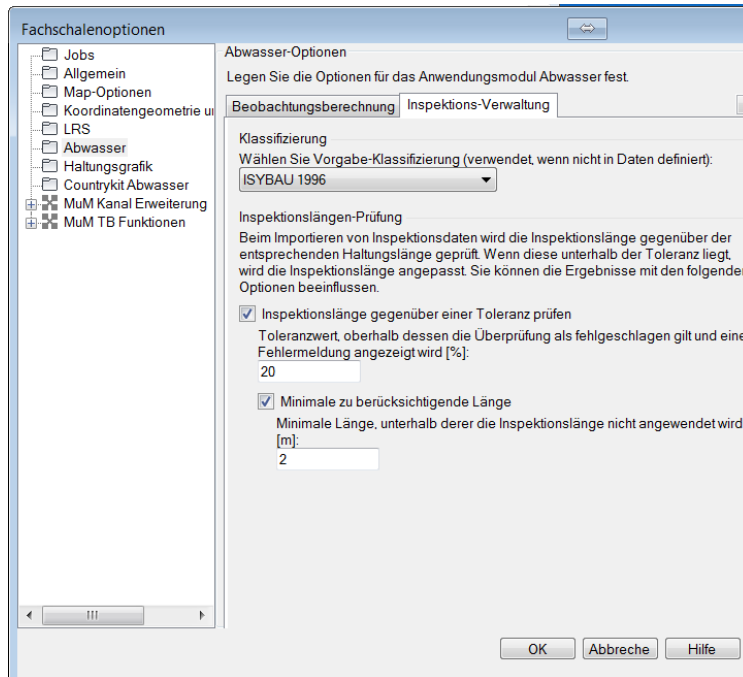 Fachschalenoptionen
Jobs
Allgemein
Map-Optionen
Koordinatengeometrie u
LRS
Abwasser
Haltungsgrafik
Countrykit Abwasser
MuM Kanal Erweiterung
MuM TB Funktionen
Abwasser-Optionen
Legen Sie die Optionen für das Anwendungsmodul Abwasser fest.
Beobachtungsberechnung Inspektions-Verwaltung
Klassifizierung
Wählen Sie Vorgabe-Klassifizierung (verwendet, wenn nicht in Daten definiert):
ISYBAU 1996
Inspektionslängen-Prüfung
Beim Importieren von Inspektionsdaten wird die Inspektionslänge gegenüber der
entsprechenden Haltungslänge geprüft. Wenn diese unterhalb der Toleranz liegt,
wird die Inspektionslänge angepasst. Sie können die Ergebnisse mit den folgender
Optionen beeinflussen.
Inspektionslänge gegenüber einer Toleranz prüfen
Toleranzwert, oberhalb dessen die Überprüfung als fehlgeschlagen gilt und eine
Fehlermeldung angezeigt wird [%]:
20
Minimale zu berücksichtigende Länge
Minimale Länge, unterhalb derer die Inspektionslänge nicht angewendet wird
[m]:
2
OK Abbreche Hilfe